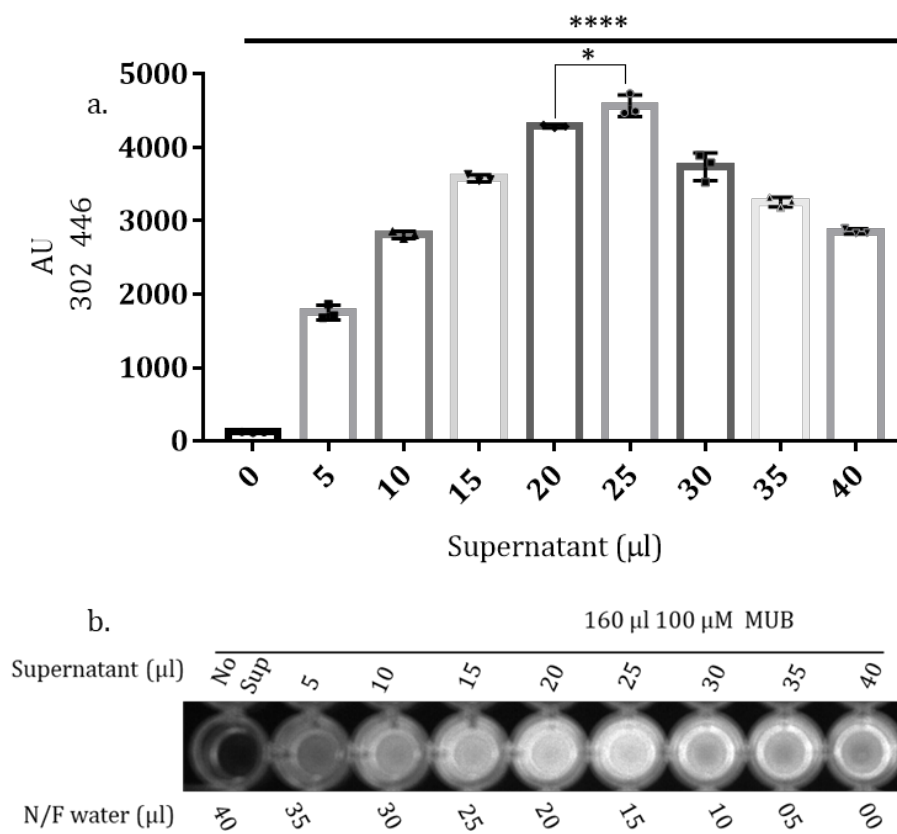 ****
*
a.
5000
4000
3000
2000
1000
0
AU
302 446
0 5 10 15 20 25 30 35 40
Supernatant (µl)
b.
160 µl 100 µM MUB
Supernatant (µl) No Sup 5 10 15 20 25 30 35 40
N/F water (µl) 40 35 30 25 20 15 10 05 00